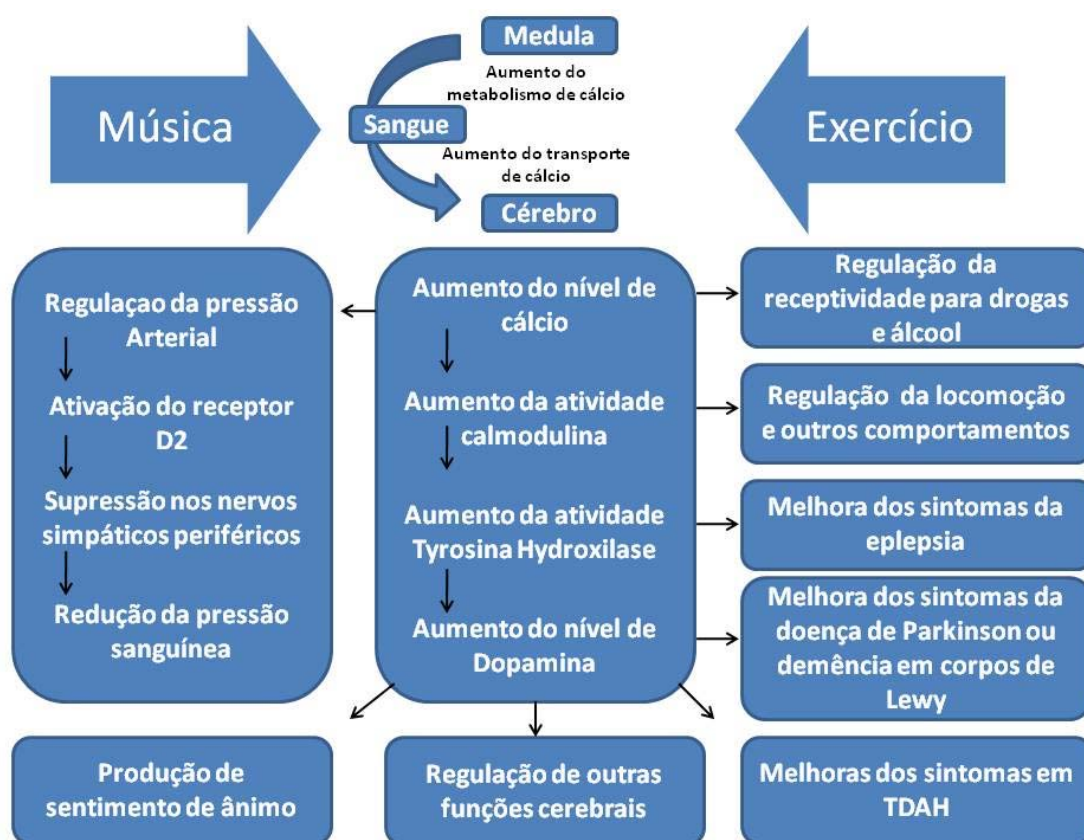 Música
Medula
Aumento do
metabolismo de cálcio
Sangue
Aumento do transporte
de cálcio
Cérebro
Exercício
Regulaçao da pressão
Arterial
Ativação do receptor
D2
Supressão nos nervos
simpáticos periféricos
Redução da pressão
sanguínea
Aumento do nível de
cálcio
Aumento da atividade
calmodulina
Aumento da atividade
Tyrosina Hydroxilase
Aumento do nível de
Dopamina
Regulação da
receptividade para drogas
e álcool
Regulação da locomoção
e outros comportamentos
Melhora dos sintomas da
eplepsia
Melhora dos sintomas da
doença de Parkinson ou
demência em corpos de
Lewy
Produção de
sentimento de ânimo
Regulação de outras
funções cerebrais
Melhoras dos sintomas em
TDAH